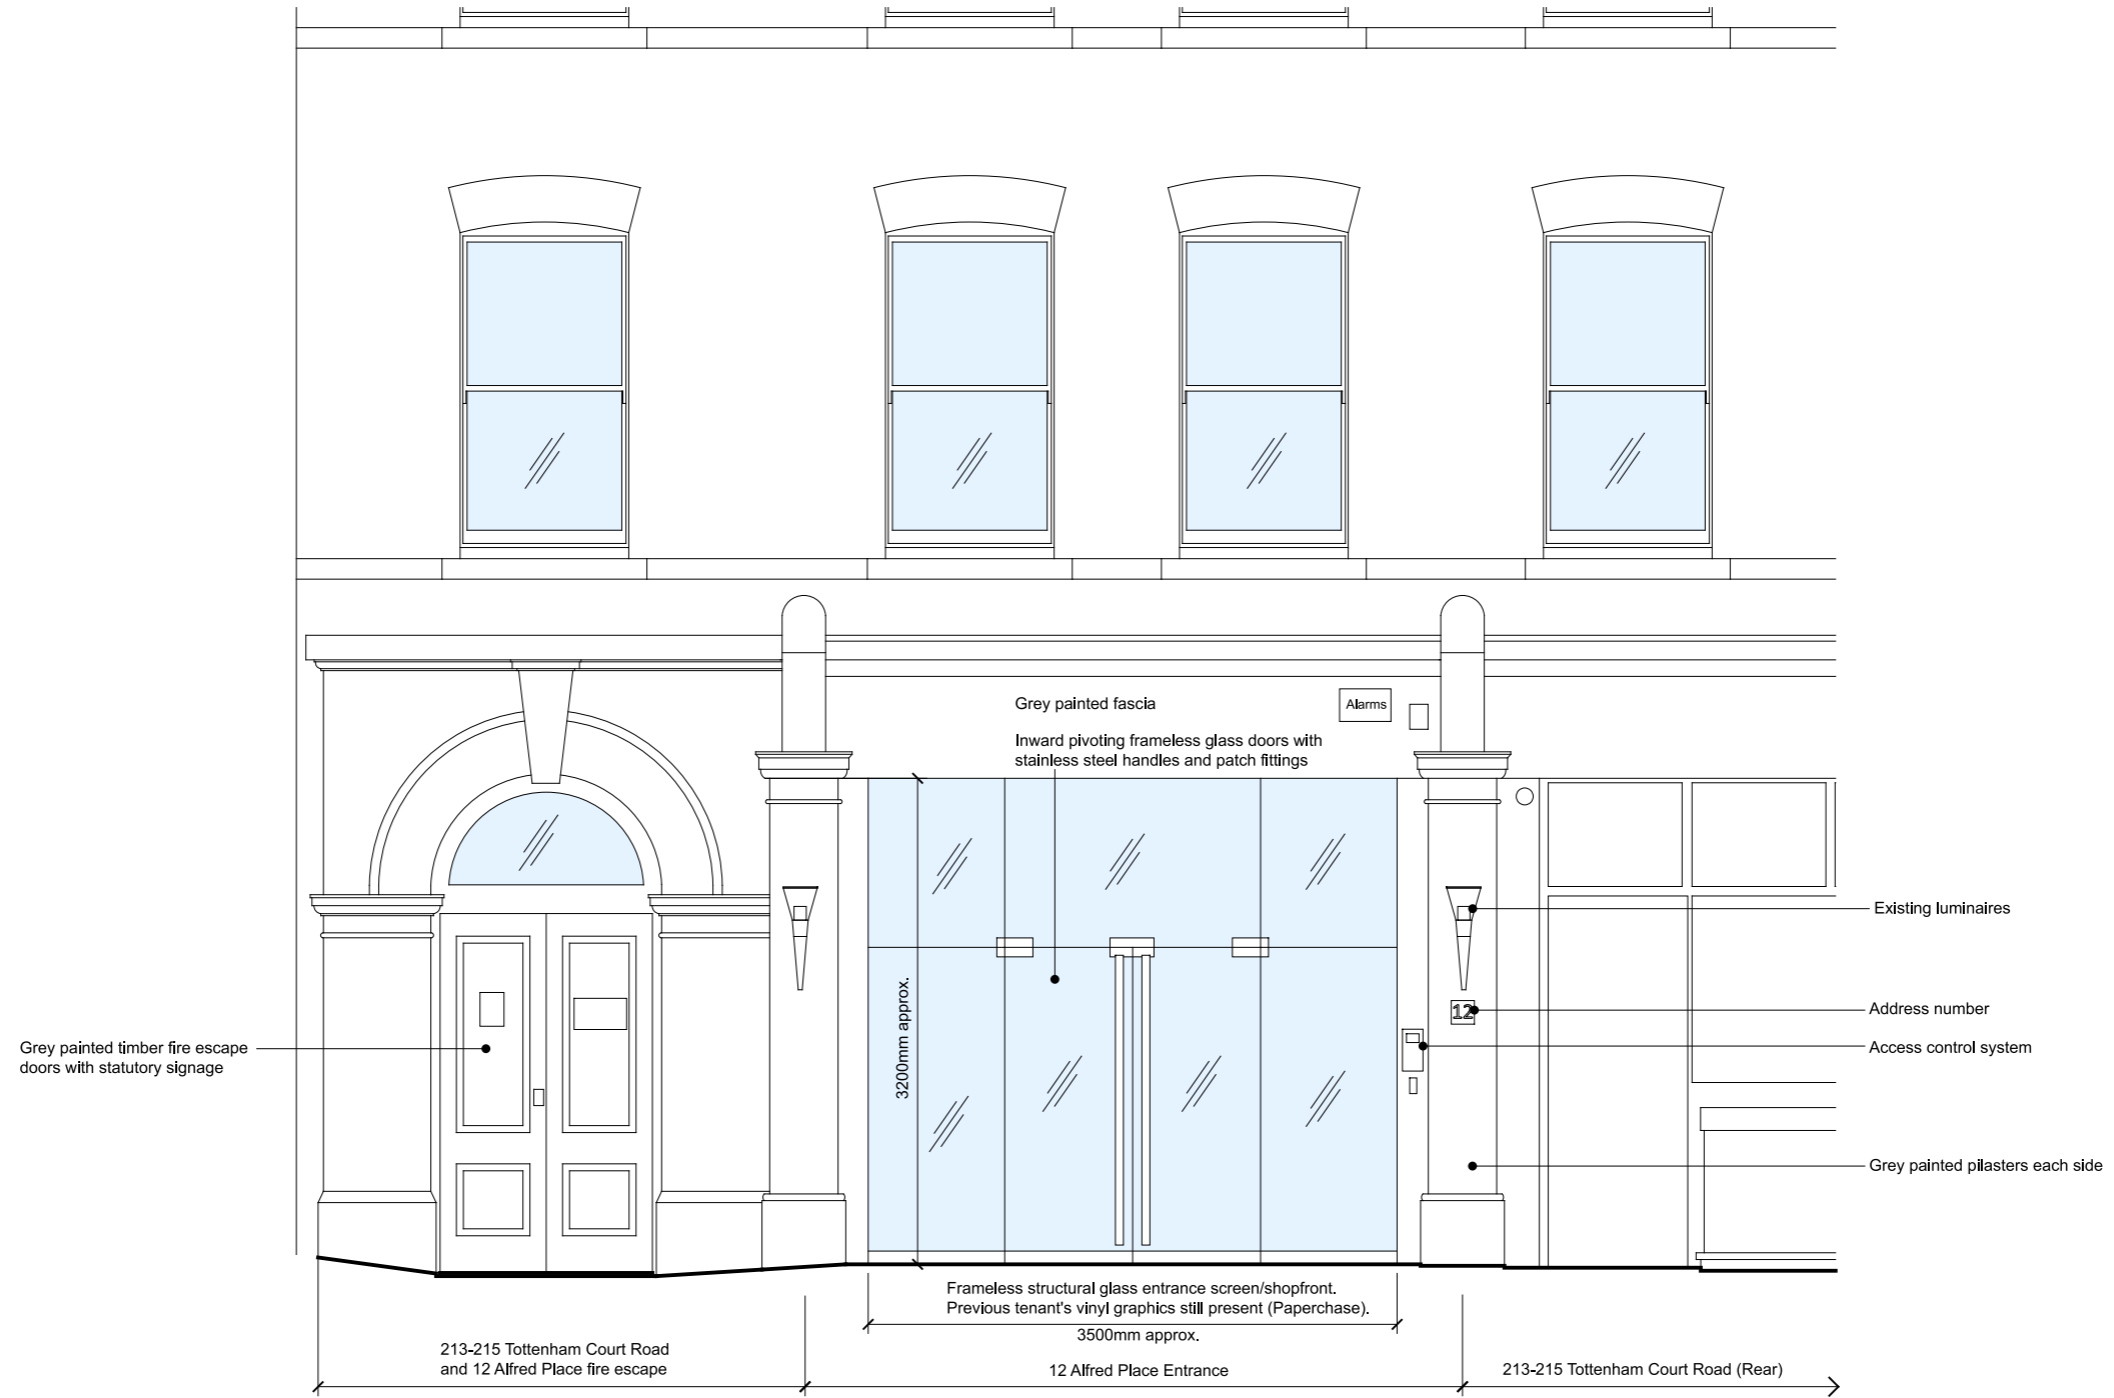 Grey painted fascia
Alarms
Inward pivoting frameless glass doors with
stainless steel handles and patch fittings
Existing luminaires
12
Address number
Access control system
Grey painted timber fire escape
doors with statutory signage
3200mm approx.
Grey painted pilasters each side
Frameless structural glass entrance screen/shopfront.
Previous tenant's vinyl graphics still present (Paperchase).
3500mm approx.
213-215 Tottenham Court Road
and 12 Alfred Place fire escape
12 Alfred Place Entrance
213-215 Tottenham Court Road (Rear)